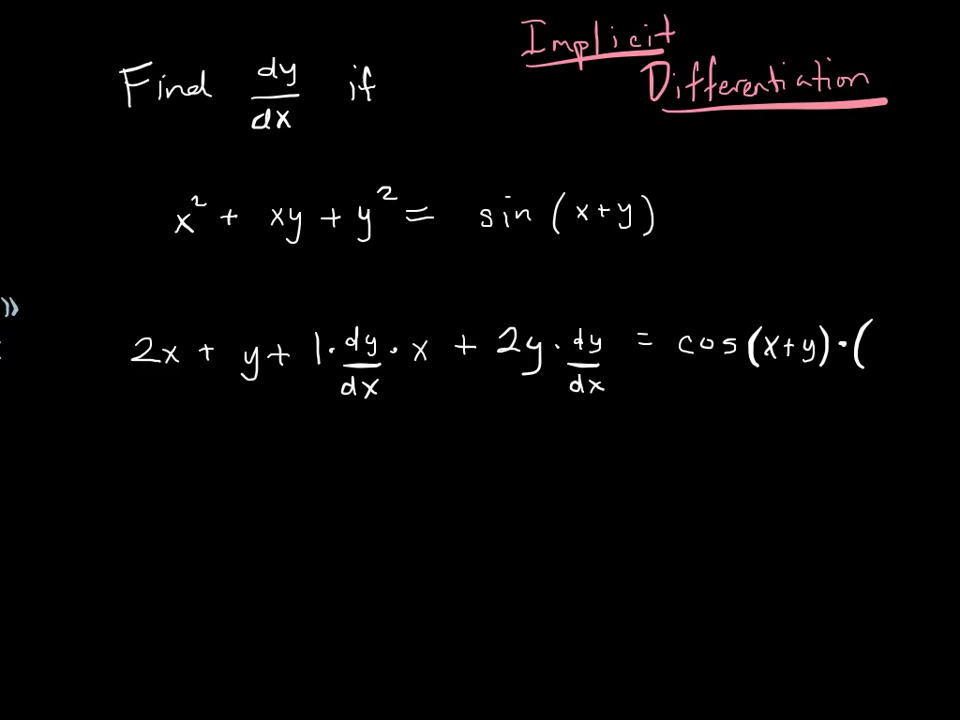 Implicit
Differentiation
Find dy/dx if
x² + xy + y² = sin (x+y)
2x + y + 1 · dy/dx · x + 2y · dy/dx = cos(x+y) · (